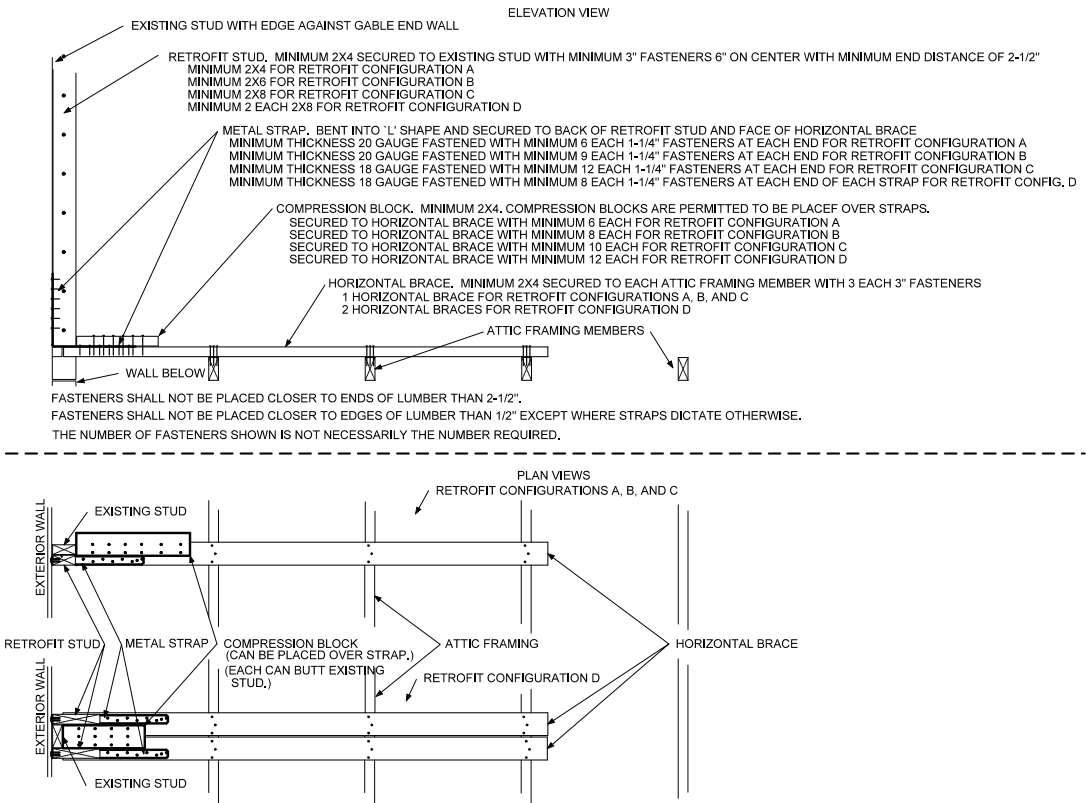 ELEVATION VIEW
EXISTING STUD WITH EDGE AGAINST GABLE END WALL
RETROFIT STUD. MINIMUM 2X4 SECURED TO EXISTING STUD WITH MINIMUM 3" FASTENERS 6" ON CENTER WITH MINIMUM END DISTANCE OF 2-1/2"
MINIMUM 2X4 FOR RETROFIT CONFIGURATION A
MINIMUM 2X6 FOR RETROFIT CONFIGURATION B
MINIMUM 2X8 FOR RETROFIT CONFIGURATION C
MINIMUM 2 EACH 2X8 FOR RETROFIT CONFIGURATION D
METAL STRAP. BENT INTO `L' SHAPE AND SECURED TO BACK OF RETROFIT STUD AND FACE OF HORIZONTAL BRACE
MINIMUM THICKNESS 20 GAUGE FASTENED WITH MINIMUM 6 EACH 1-1/4" FASTENERS AT EACH END FOR RETROFIT CONFIGURATION A
MINIMUM THICKNESS 20 GAUGE FASTENED WITH MINIMUM 9 EACH 1-1/4" FASTENERS AT EACH END FOR RETROFIT CONFIGURATION B
MINIMUM THICKNESS 18 GAUGE FASTENED WITH MINIMUM 12 EACH 1-1/4" FASTENERS AT EACH END FOR RETROFIT CONFIGURATION C
MINIMUM THICKNESS 18 GAUGE FASTENED WITH MINIMUM 8 EACH 1-1/4" FASTENERS AT EACH END OF EACH STRAP FOR RETROFIT CONFIG. D
COMPRESSION BLOCK. MINIMUM 2X4. COMPRESSION BLOCKS ARE PERMITTED TO BE PLACEF OVER STRAPS.
SECURED TO HORIZONTAL BRACE WITH MINIMUM 6 EACH FOR RETROFIT CONFIGURATION A
SECURED TO HORIZONTAL BRACE WITH MINIMUM 8 EACH FOR RETROFIT CONFIGURATION B
SECURED TO HORIZONTAL BRACE WITH MINIMUM 10 EACH FOR RETROFIT CONFIGURATION C
SECURED TO HORIZONTAL BRACE WITH MINIMUM 12 EACH FOR RETROFIT CONFIGURATION D
HORIZONTAL BRACE. MINIMUM 2X4 SECURED TO EACH ATTIC FRAMING MEMBER WITH 3 EACH 3" FASTENERS
1 HORIZONTAL BRACE FOR RETROFIT CONFIGURATIONS A, B, AND C
2 HORIZONTAL BRACES FOR RETROFIT CONFIGURATION D
ATTIC FRAMING MEMBERS
WALL BELOW
FASTENERS SHALL NOT BE PLACED CLOSER TO ENDS OF LUMBER THAN 2-1/2".
FASTENERS SHALL NOT BE PLACED CLOSER TO EDGES OF LUMBER THAN 1/2" EXCEPT WHERE STRAPS DICTATE OTHERWISE.
THE NUMBER OF FASTENERS SHOWN IS NOT NECESSARILY THE NUMBER REQUIRED.
PLAN VIEWS
RETROFIT CONFIGURATIONS A, B, AND C
EXTERIOR WALL
EXISTING STUD
RETROFIT STUD
METAL STRAP
COMPRESSION BLOCK
(CAN BE PLACED OVER STRAP.)
(EACH CAN BUTT EXISTING
STUD.)
ATTIC FRAMING
HORIZONTAL BRACE
RETROFIT CONFIGURATION D
EXTERIOR WALL
EXISTING STUD